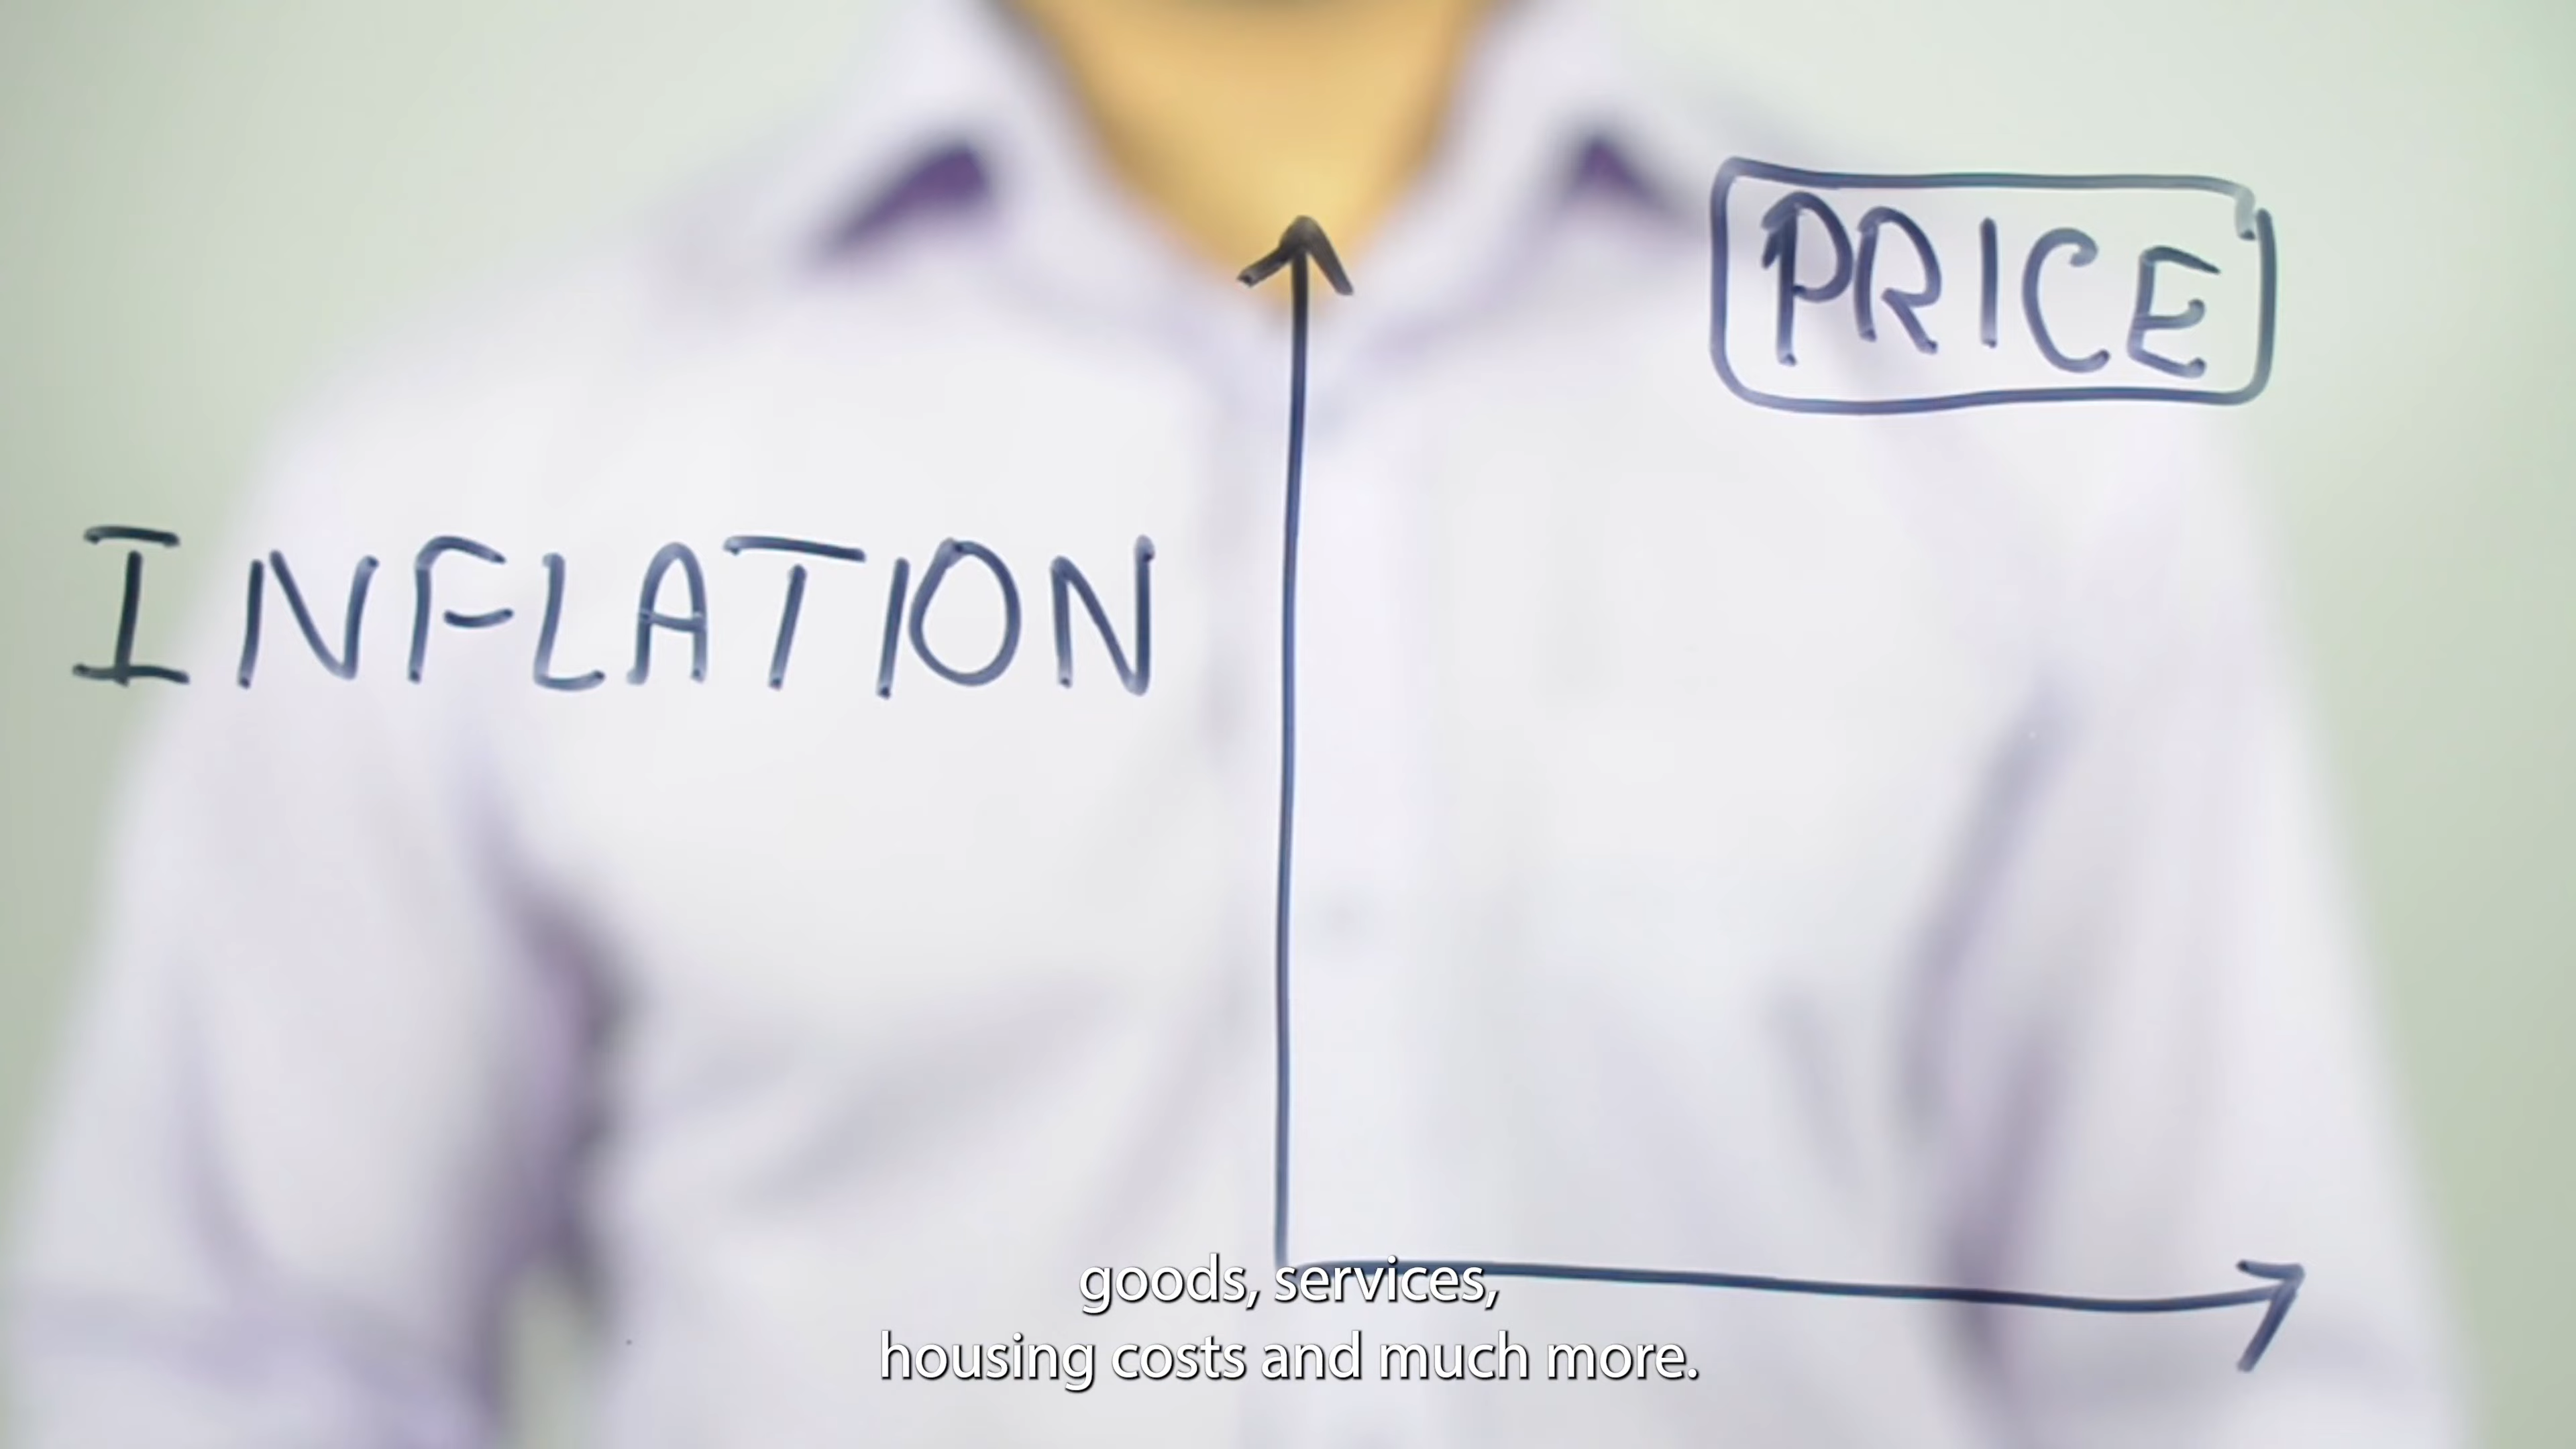 PRICE
INFLATION
goods, services,
housing costs and much more.